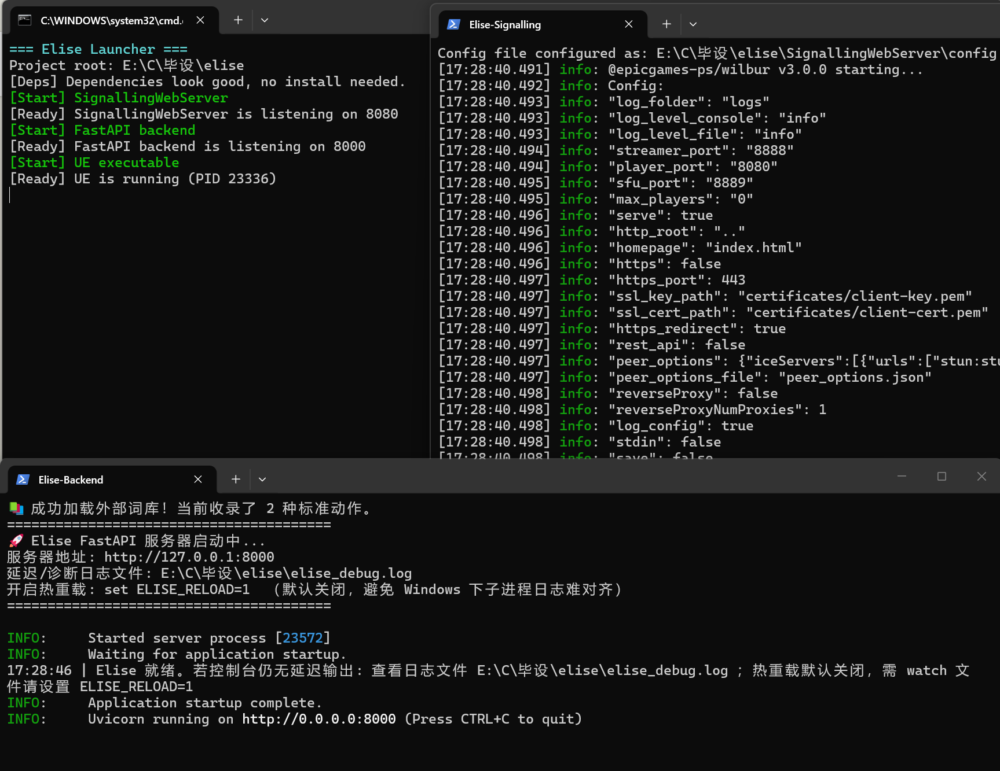 C:\WINDOWS\system32\cmd.
=== Elise Launcher ===
Project root: E:\C\毕设\elise
[Deps] Dependencies look good, no install needed.
[Start] SignallingWebServer
[Ready] SignallingWebServer is listening on 8080
[Start] FastAPI backend
[Ready] FastAPI backend is listening on 8000
[Start] UE executable
[Ready] UE is running (PID 23336)
Elise-Signalling
Config file configured as: E:\C\毕设\elise\SignallingWebServer\config
[17:28:40.491] info: @epicgames-ps/wilbur v3.0.0 starting...
[17:28:40.492] info: Config:
[17:28:40.493] info: "log_folder": "logs"
[17:28:40.493] info: "log_level_console": "info"
[17:28:40.493] info: "log_level_file": "info"
[17:28:40.494] info: "streamer_port": "8888"
[17:28:40.494] info: "player_port": "8080"
[17:28:40.495] info: "sfu_port": "8889"
[17:28:40.495] info: "max_players": "0"
[17:28:40.496] info: "serve": true
[17:28:40.496] info: "http_root": ".."
[17:28:40.496] info: "homepage": "index.html"
[17:28:40.496] info: "https": false
[17:28:40.497] info: "https_port": 443
[17:28:40.497] info: "ssl_key_path": "certificates/client-key.pem"
[17:28:40.497] info: "ssl_cert_path": "certificates/client-cert.pem"
[17:28:40.497] info: "https_redirect": true
[17:28:40.497] info: "rest_api": false
[17:28:40.497] info: "peer_options": {"iceServers":[{"urls":["stun:stu
[17:28:40.497] info: "peer_options_file": "peer_options.json"
[17:28:40.498] info: "reverseProxy": false
[17:28:40.498] info: "reverseProxyNumProxies": 1
[17:28:40.498] info: "log_config": true
[17:28:40.498] info: "stdin": false
[17:28:40.498] info: "save": false
Elise-Backend
📚 成功加载外部词库！当前收录了 2 种标准动作。
========================================
🚀 Elise FastAPI 服务器启动中...
服务器地址: http://127.0.0.1:8000
延迟/诊断日志文件: E:\C\毕设\elise\elise_debug.log
开启热重载: set ELISE_RELOAD=1 （默认关闭，避免 Windows 下子进程日志难对齐）
========================================
INFO: Started server process [23572]
INFO: Waiting for application startup.
17:28:46 | Elise 就绪。若控制台仍无延迟输出: 查看日志文件 E:\C\毕设\elise\elise_debug.log ; 热重载默认关闭，需 watch 文
件请设置 ELISE_RELOAD=1
INFO: Application startup complete.
INFO: Uvicorn running on http://0.0.0.0:8000 (Press CTRL+C to quit)